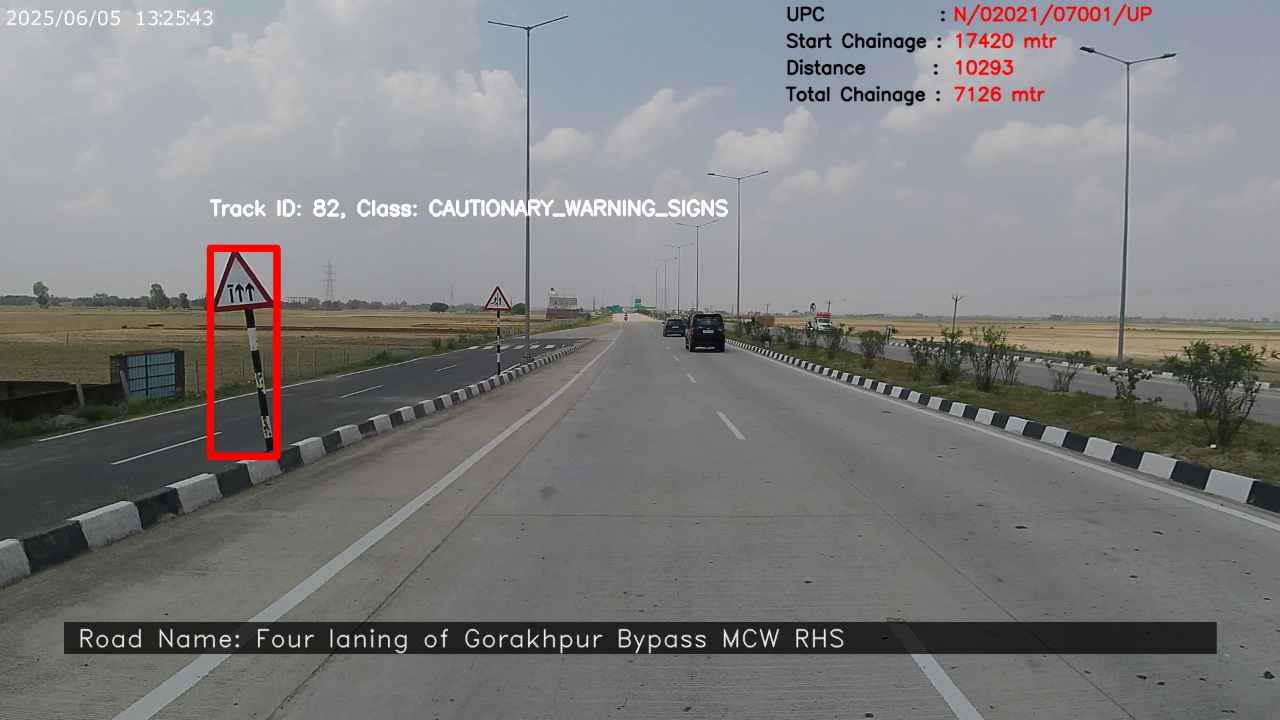 2025/06/05 13:25:43
UPC : N/02021/07001/UP
Start Chainage : 17420 mtr
Distance : 10293
Total Chainage : 7126 mtr
Track ID: 82, Class: CAUTIONARY_WARNING_SIGNS
Road Name: Four laning of Gorakhpur Bypass MCW RHS